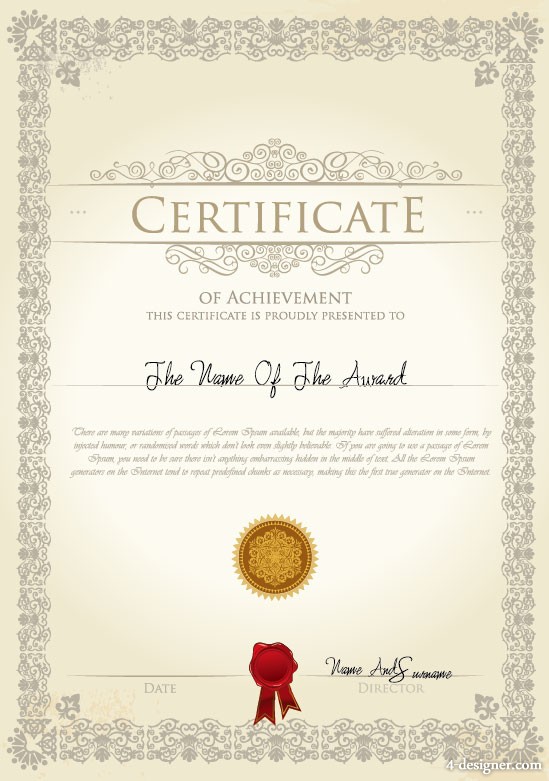 CERTIFICATE
OF ACHIEVEMENT
THIS CERTIFICATE IS PROUDLY PRESENTED TO
The Name Of The Award
There are many variations of passages of Lorem Ipsum available, but the majority have suffered alteration in some form, by
injected humour, or randomised words which don't look even slightly believable. If you are going to use a passage of Lorem
Ipsum, you need to be sure there isn't anything embarrassing hidden in the middle of text. All the Lorem Ipsum
generators on the Internet tend to repeat predefined chunks as necessary, making this the first true generator on the Internet.
Name And Surname
DATE
DIRECTOR
4-designer.com